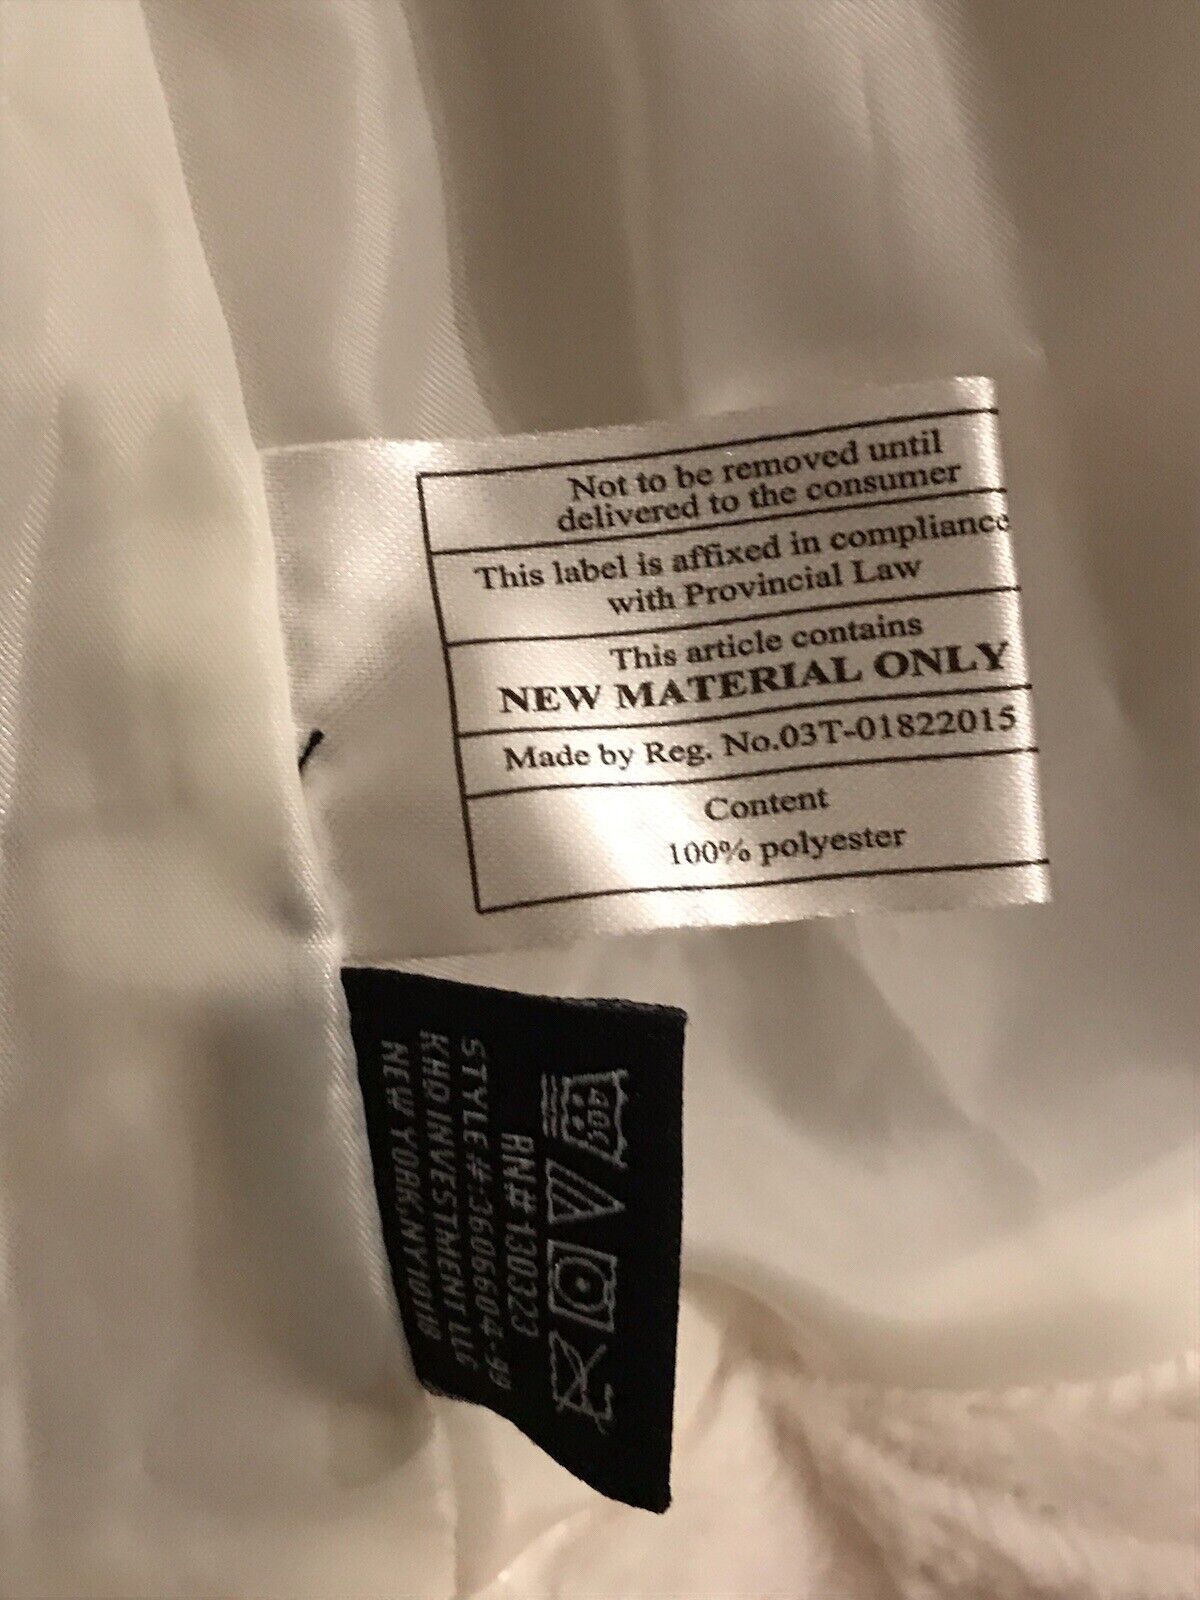 Not to be removed until
delivered to the consumer
This label is affixed in compliance
with Provincial Law
This article contains
NEW MATERIAL ONLY
Made by Reg. No.03T-01822015
Content
100% polyester
RN#130323
STYLE#:3606604-99
KHQ INVESTMENT LLC
NEW YORK,NY10118